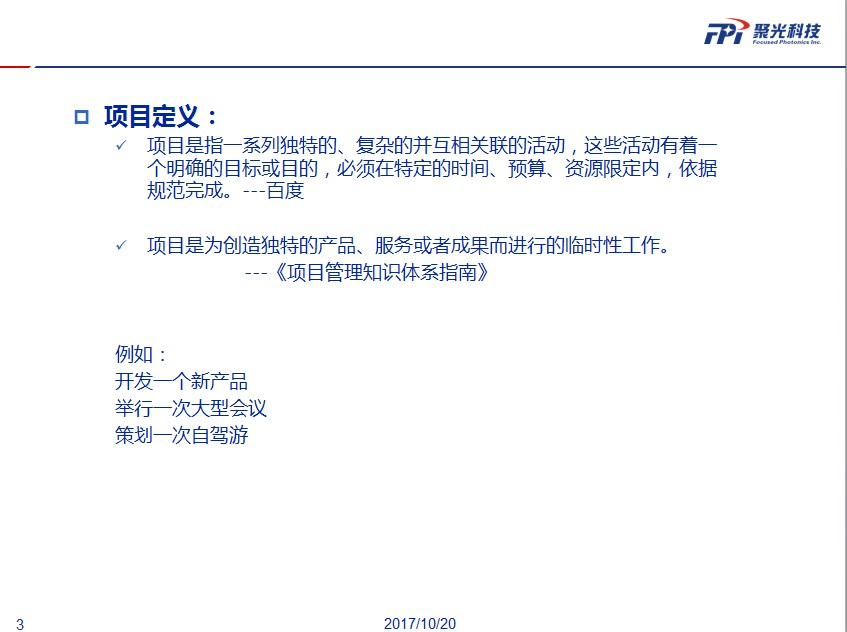 FPI 聚光科技
Focused Photonics Inc.
项目定义：
项目是指一系列独特的、复杂的并互相关联的活动，这些活动有着一
个明确的目标或目的，必须在特定的时间、预算、资源限定内，依据
规范完成。---百度
项目是为创造独特的产品、服务或者成果而进行的临时性工作。
---《项目管理知识体系指南》
例如：
开发一个新产品
举行一次大型会议
策划一次自驾游
3
2017/10/20